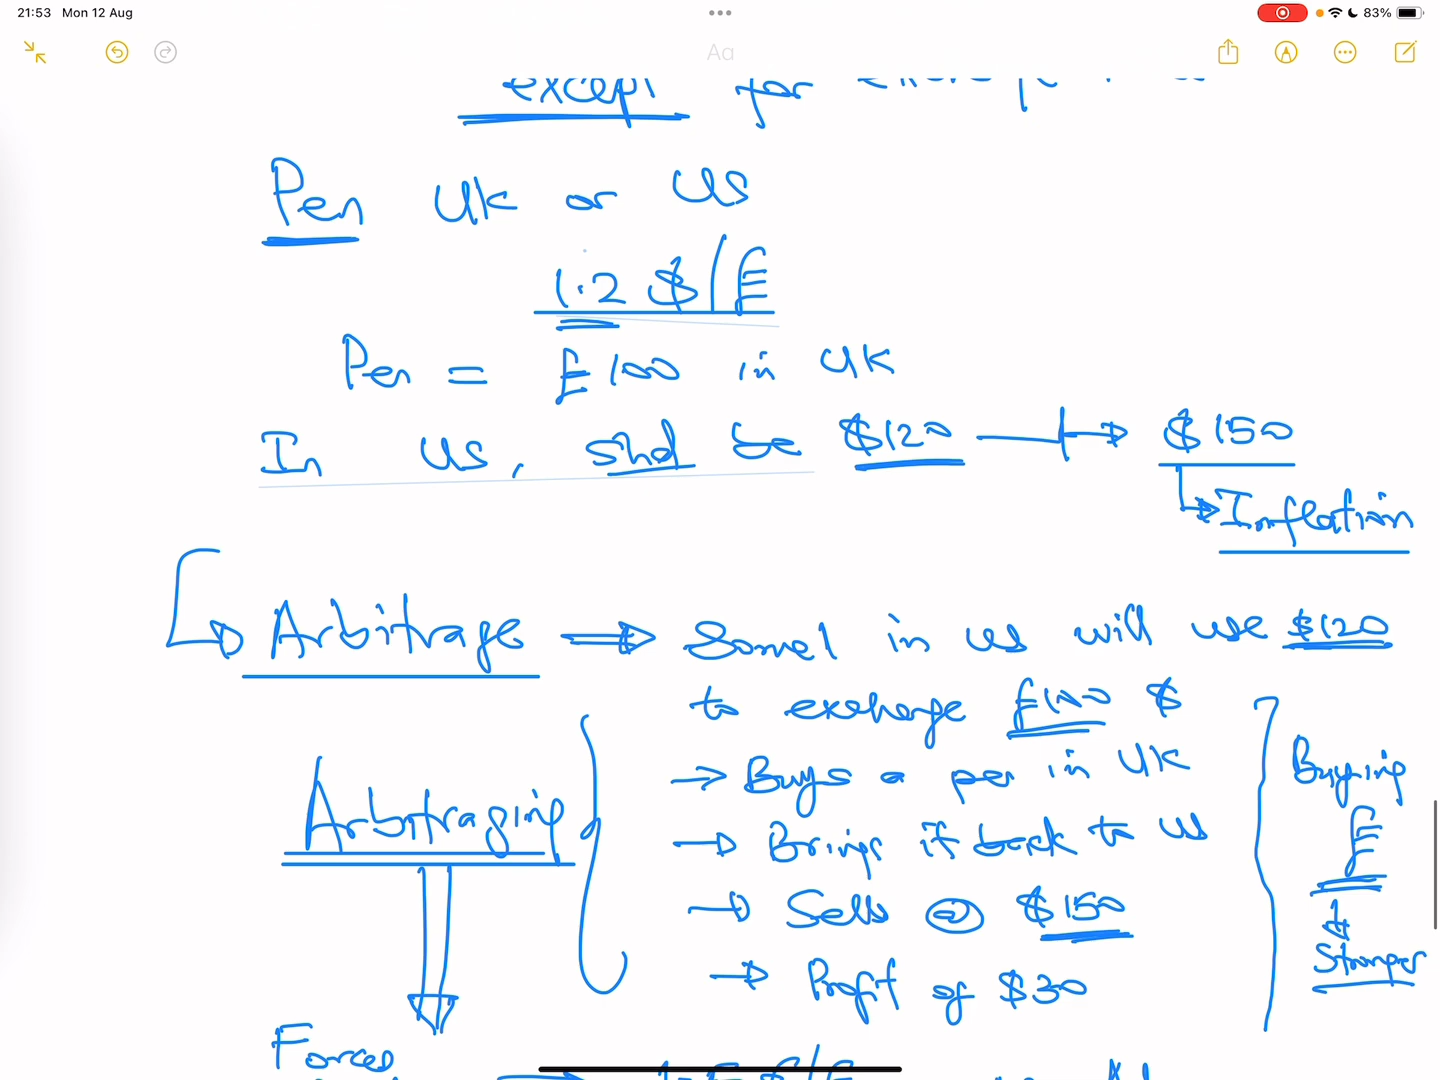 21:53 Mon 12 Aug
83%
Aa
except for
Pen UK or US
1.2 $/£
Pen = £100 in UK
In US, shd be $120 → $150
↳ Inflation
↳ Arbitrage ⇒ Some1 in US will use $120
to exchange £100 $
→ Buys a pen in UK
→ Brings it back to US
→ Sells @ $150
→ Profit of $30
Arbitraging
Buying
£
↓
Stronger
Forces